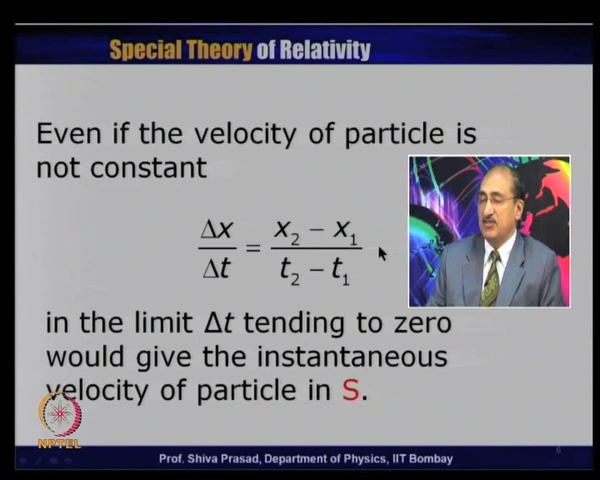 Special Theory of Relativity
Even if the velocity of particle is
not constant
Δx/Δt = (x₂ − x₁)/(t₂ − t₁)
in the limit Δt tending to zero
would give the instantaneous
velocity of particle in S.
NPTEL
Prof. Shiva Prasad, Department of Physics, IIT Bombay
6